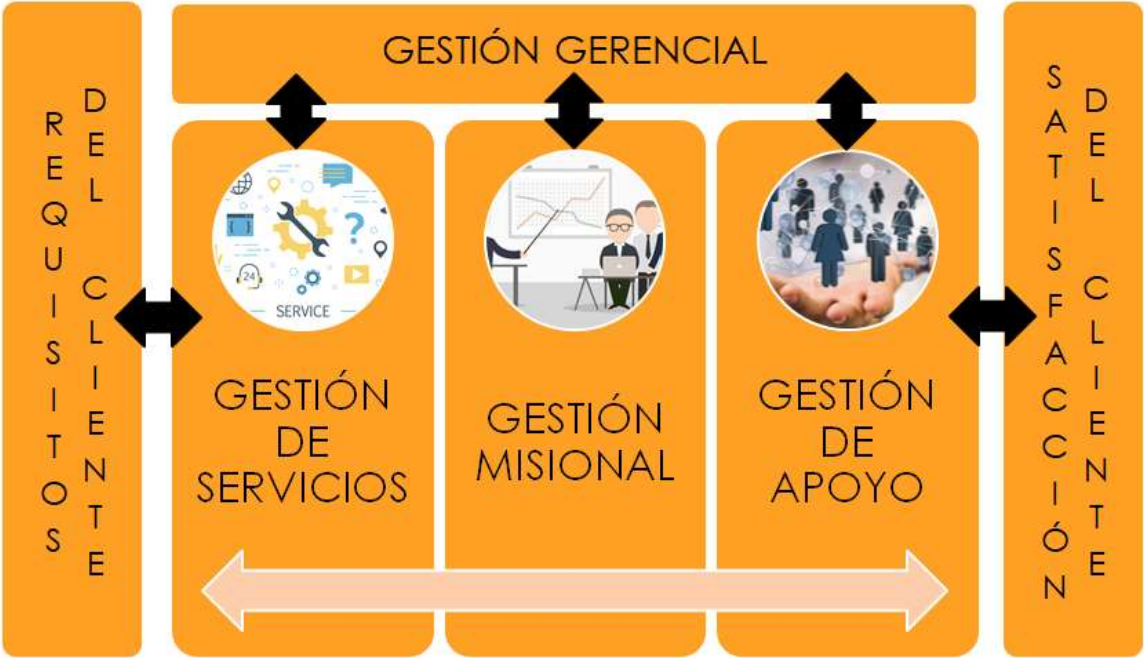 REQUISITOS
DEL CLIENTE
GESTIÓN GERENCIAL
24
?
SERVICE
GESTIÓN
DE
SERVICIOS
GESTIÓN
MISIONAL
GESTIÓN
DE
APOYO
SATISFACCIÓN
DEL CLIENTE